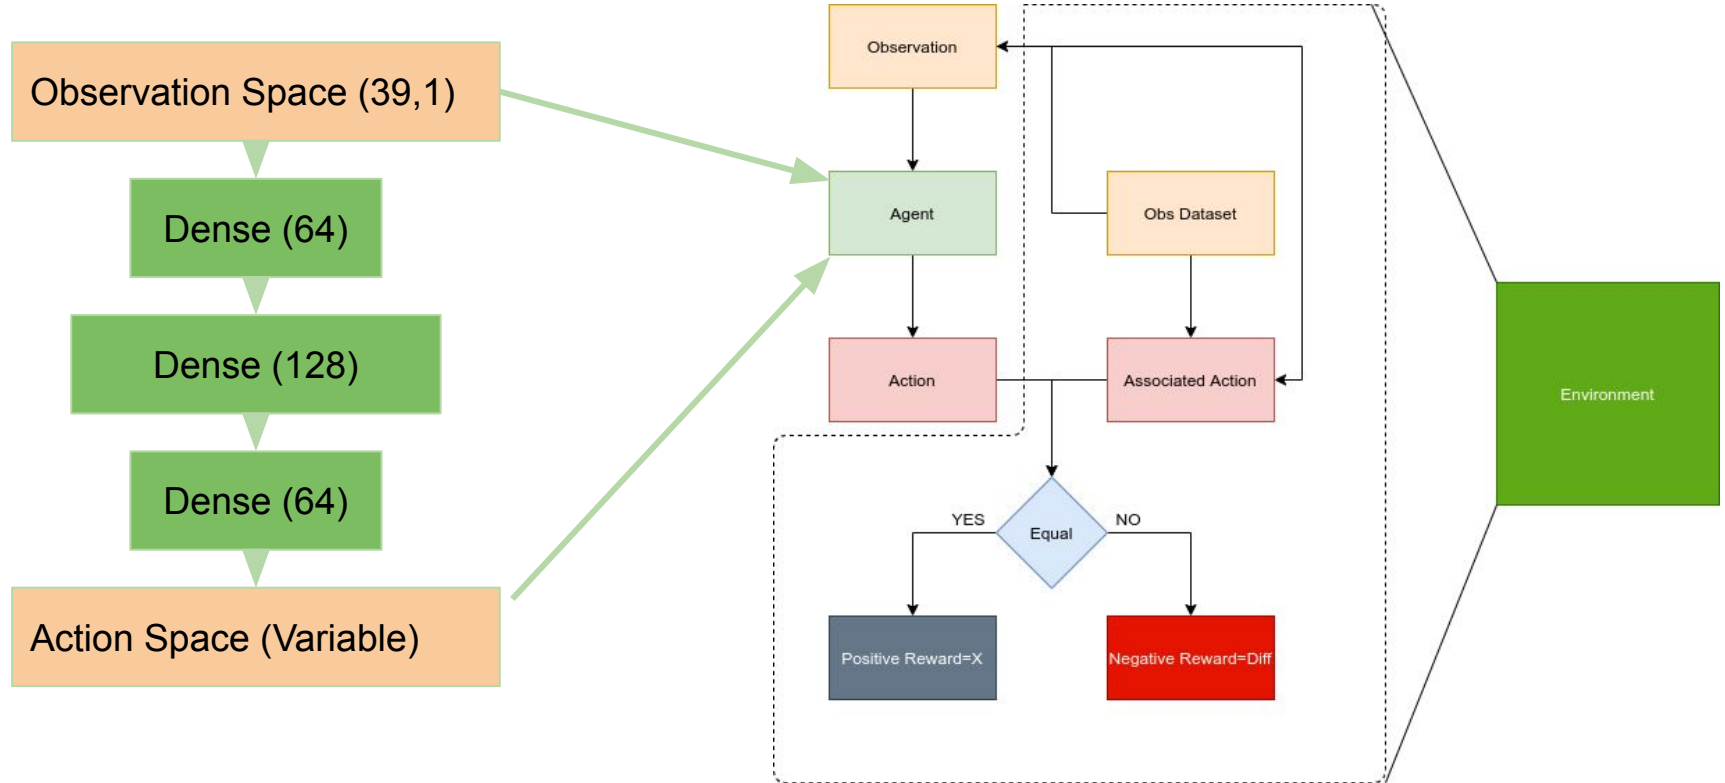 Observation Space (39,1)
Dense (64)
Dense (128)
Dense (64)
Action Space (Variable)
Observation
Agent
Obs Dataset
Action
Associated Action
YES
Equal
NO
Positive Reward=X
Negative Reward=Diff
Environment